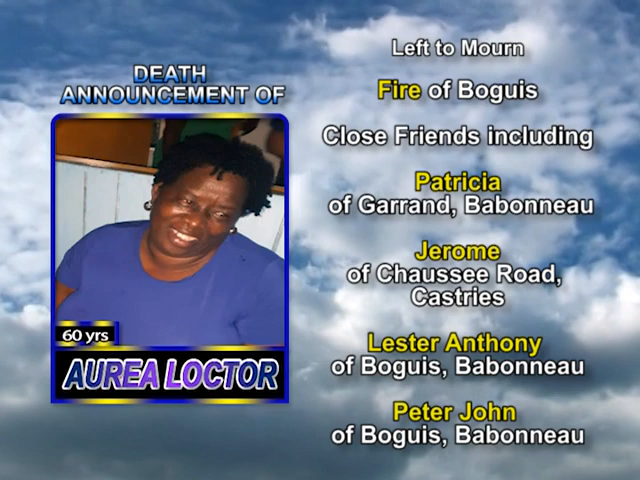 DEATH
ANNOUNCEMENT OF
60 yrs
AUREA LOCTOR
Left to Mourn
Fire of Boguis
Close Friends including
Patricia
of Garrand, Babonneau
Jerome
of Chaussee Road,
Castries
Lester Anthony
of Boguis, Babonneau
Peter John
of Boguis, Babonneau